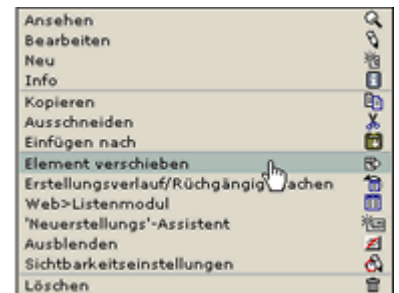 Ansehen
Bearbeiten
Neu
Info
Kopieren
Ausschneiden
Einfügen nach
Element verschieben
Erstellungsverlauf/Rüchgängig achen
Web>Listenmodul
'Neuerstellungs'-Assistent
Ausblenden
Sichtbarkeitseinstellungen
Löschen